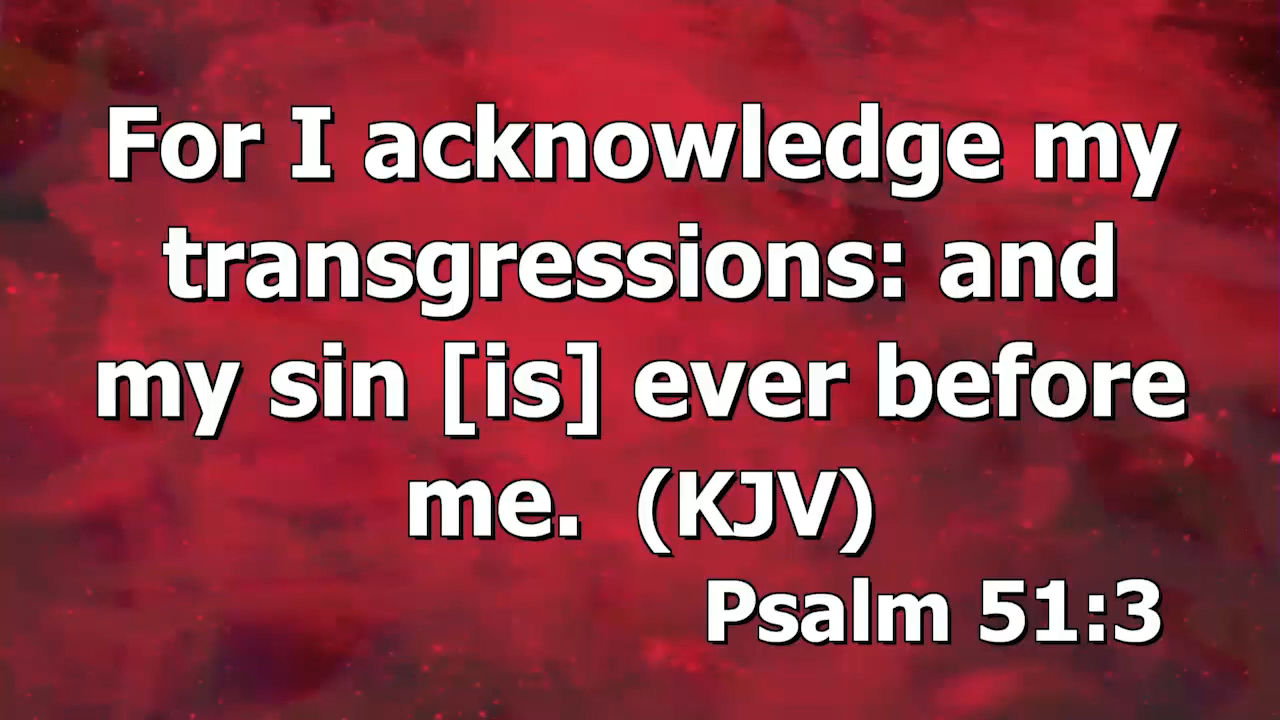 For I acknowledge my
transgressions: and
my sin [is] ever before
me.  (KJV)
Psalm 51:3